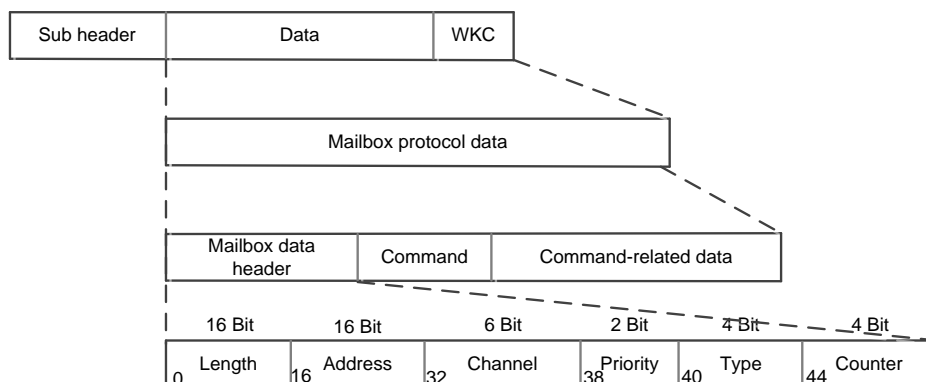 Sub header Data WKC
Mailbox protocol data
Mailbox data
header
Command Command-related data
16 Bit 16 Bit 6 Bit 2 Bit 4 Bit 4 Bit
Length Address Channel Priority Type Counter
0 16 32 38 40 44